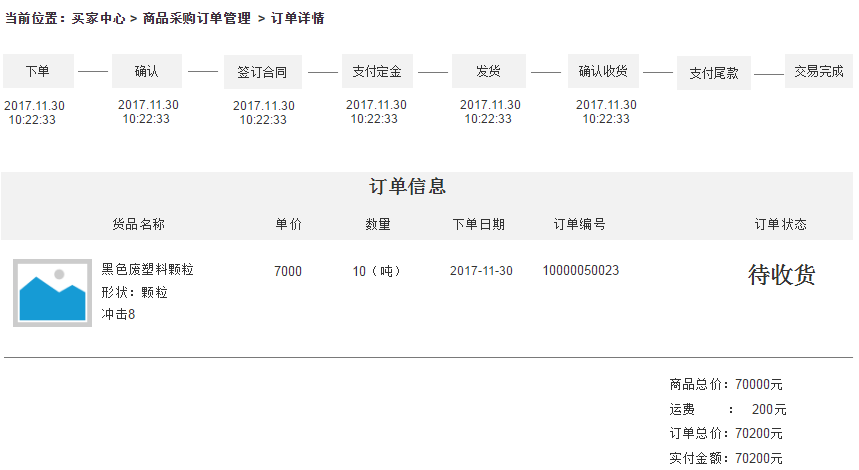 当前位置：买家中心 > 商品采购订单管理 > 订单详情
下单 确认 签订合同 支付定金 发货 确认收货 支付尾款 交易完成
2017.11.30 2017.11.30 2017.11.30 2017.11.30 2017.11.30 2017.11.30
10:22:33 10:22:33 10:22:33 10:22:33 10:22:33 10:22:33
订单信息
货品名称 单价 数量 下单日期 订单编号 订单状态
黑色废塑料颗粒 7000 10（吨） 2017-11-30 10000050023 待收货
形状：颗粒
冲击8
商品总价：70000元
运费 ： 200元
订单总价：70200元
实付金额：70200元